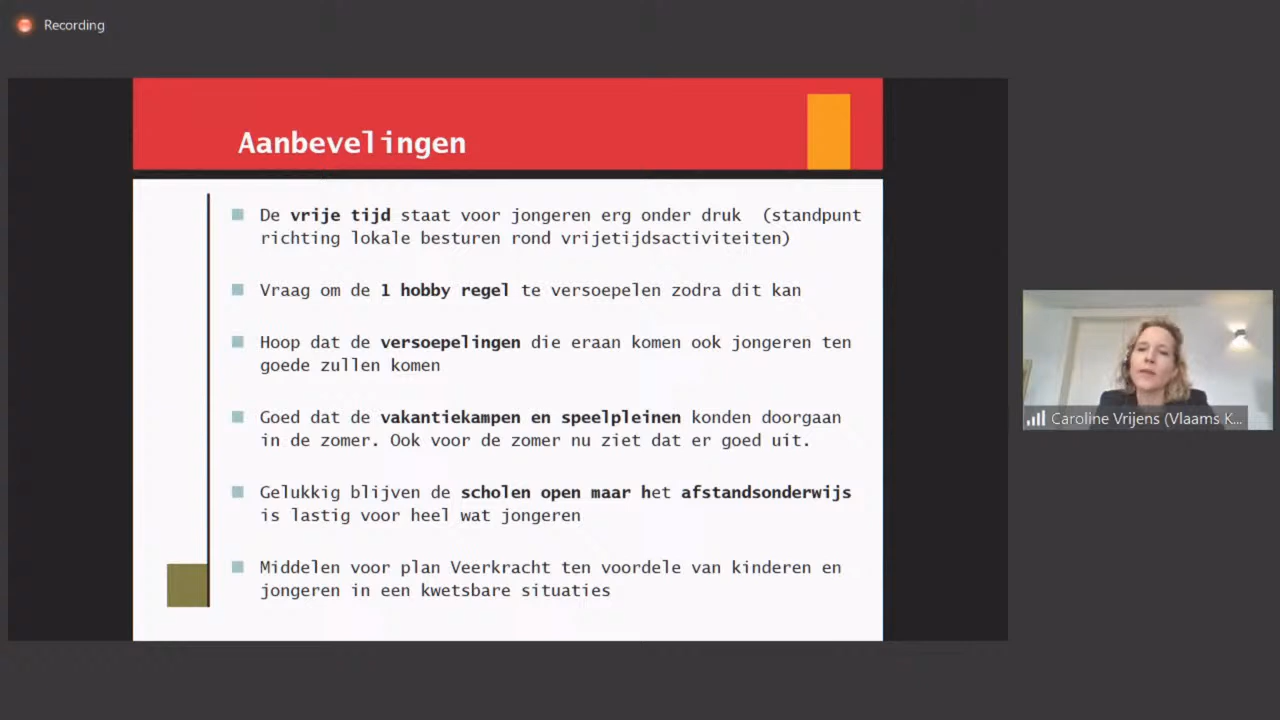 Recording
Aanbevelingen
De vrije tijd staat voor jongeren erg onder druk (standpunt
richting lokale besturen rond vrijetijdsactiviteiten)
Vraag om de 1 hobby regel te versoepelen zodra dit kan
Hoop dat de versoepelingen die eraan komen ook jongeren ten
goede zullen komen
Goed dat de vakantiekampen en speelpleinen konden doorgaan
in de zomer. Ook voor de zomer nu ziet dat er goed uit.
Gelukkig blijven de scholen open maar het afstandsonderwijs
is lastig voor heel wat jongeren
Middelen voor plan Veerkracht ten voordele van kinderen en
jongeren in een kwetsbare situaties
Caroline Vrijens (Vlaams K...